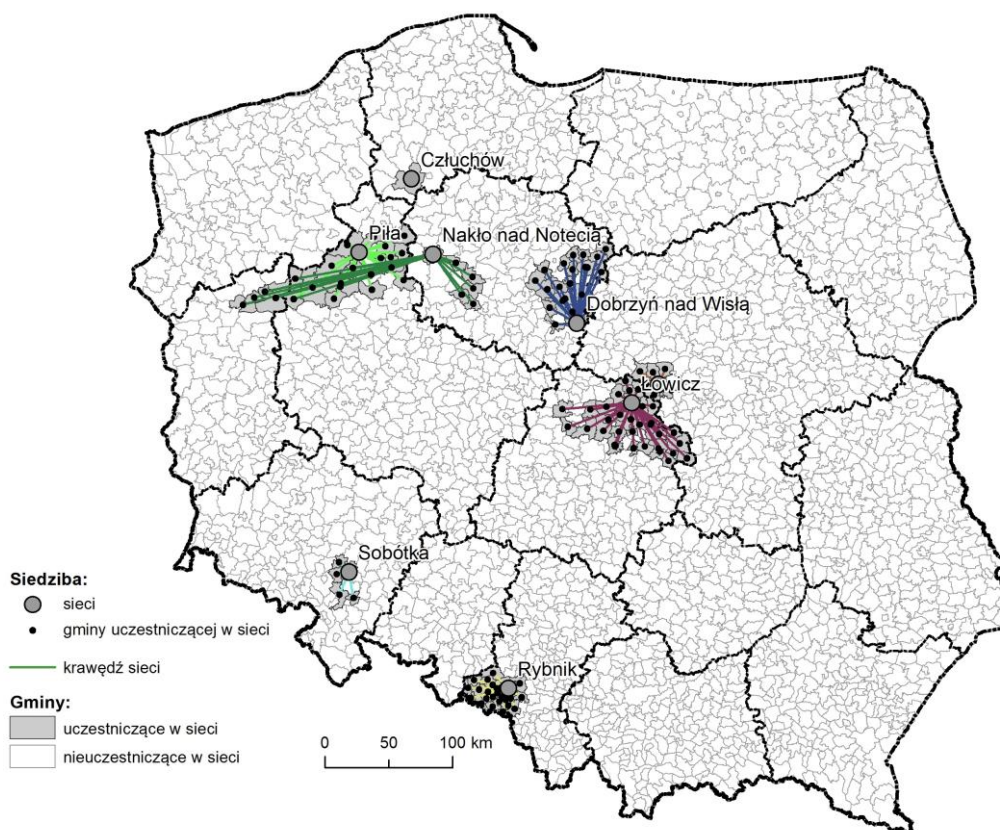 Człuchów
Piła
Nakło nad Notecią
Dobrzyń nad Wisłą
Łowicz
Sobótka
Rybnik
Siedziba:
sieci
gminy uczestniczącej w sieci
krawędź sieci
Gminy:
uczestniczące w sieci
nieuczestniczące w sieci
0 50 100 km